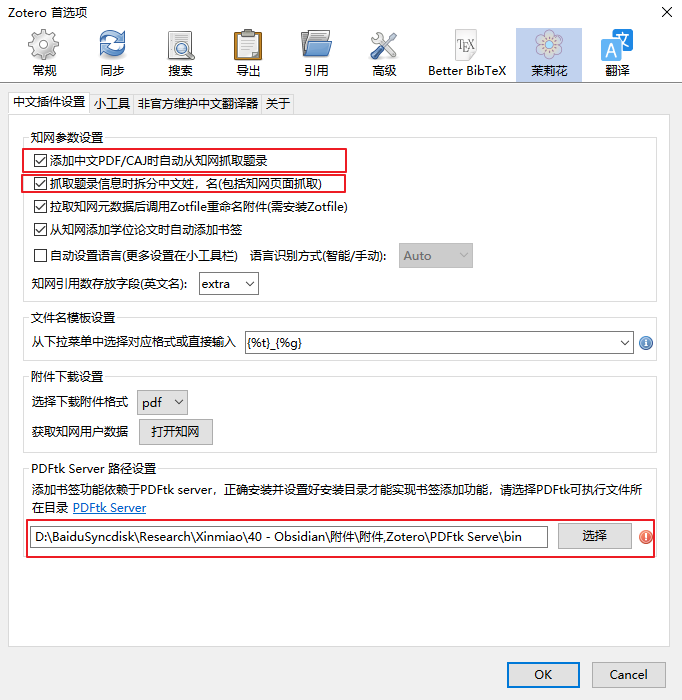 Zotero 首选项
常规 同步 搜索 导出 引用 高级 Better BibTeX 茉莉花 翻译
TEX
A 文
中文插件设置 小工具 非官方维护中文翻译器 关于
知网参数设置
添加中文PDF/CAJ时自动从知网抓取题录
抓取题录信息时拆分中文姓，名(包括知网页面抓取)
拉取知网元数据后调用Zotfile重命名附件(需安装Zotfile)
从知网添加学位论文时自动添加书签
自动设置语言(更多设置在小工具栏) 语言识别方式(智能/手动): Auto
知网引用数存放字段(英文名): extra
文件名模板设置
从下拉菜单中选择对应格式或直接输入 {%t}_{%g}
附件下载设置
选择下载附件格式 pdf
获取知网用户数据 打开知网
PDFtk Server 路径设置
添加书签功能依赖于PDFtk server，正确安装并设置好安装目录才能实现书签添加功能，请选择PDFtk可执行文件所
在目录 PDFtk Server
D:\BaiduSyncdisk\Research\Xinmiao\40 - Obsidian\附件\附件,Zotero\PDFtk Serve\bin 选择
OK Cancel